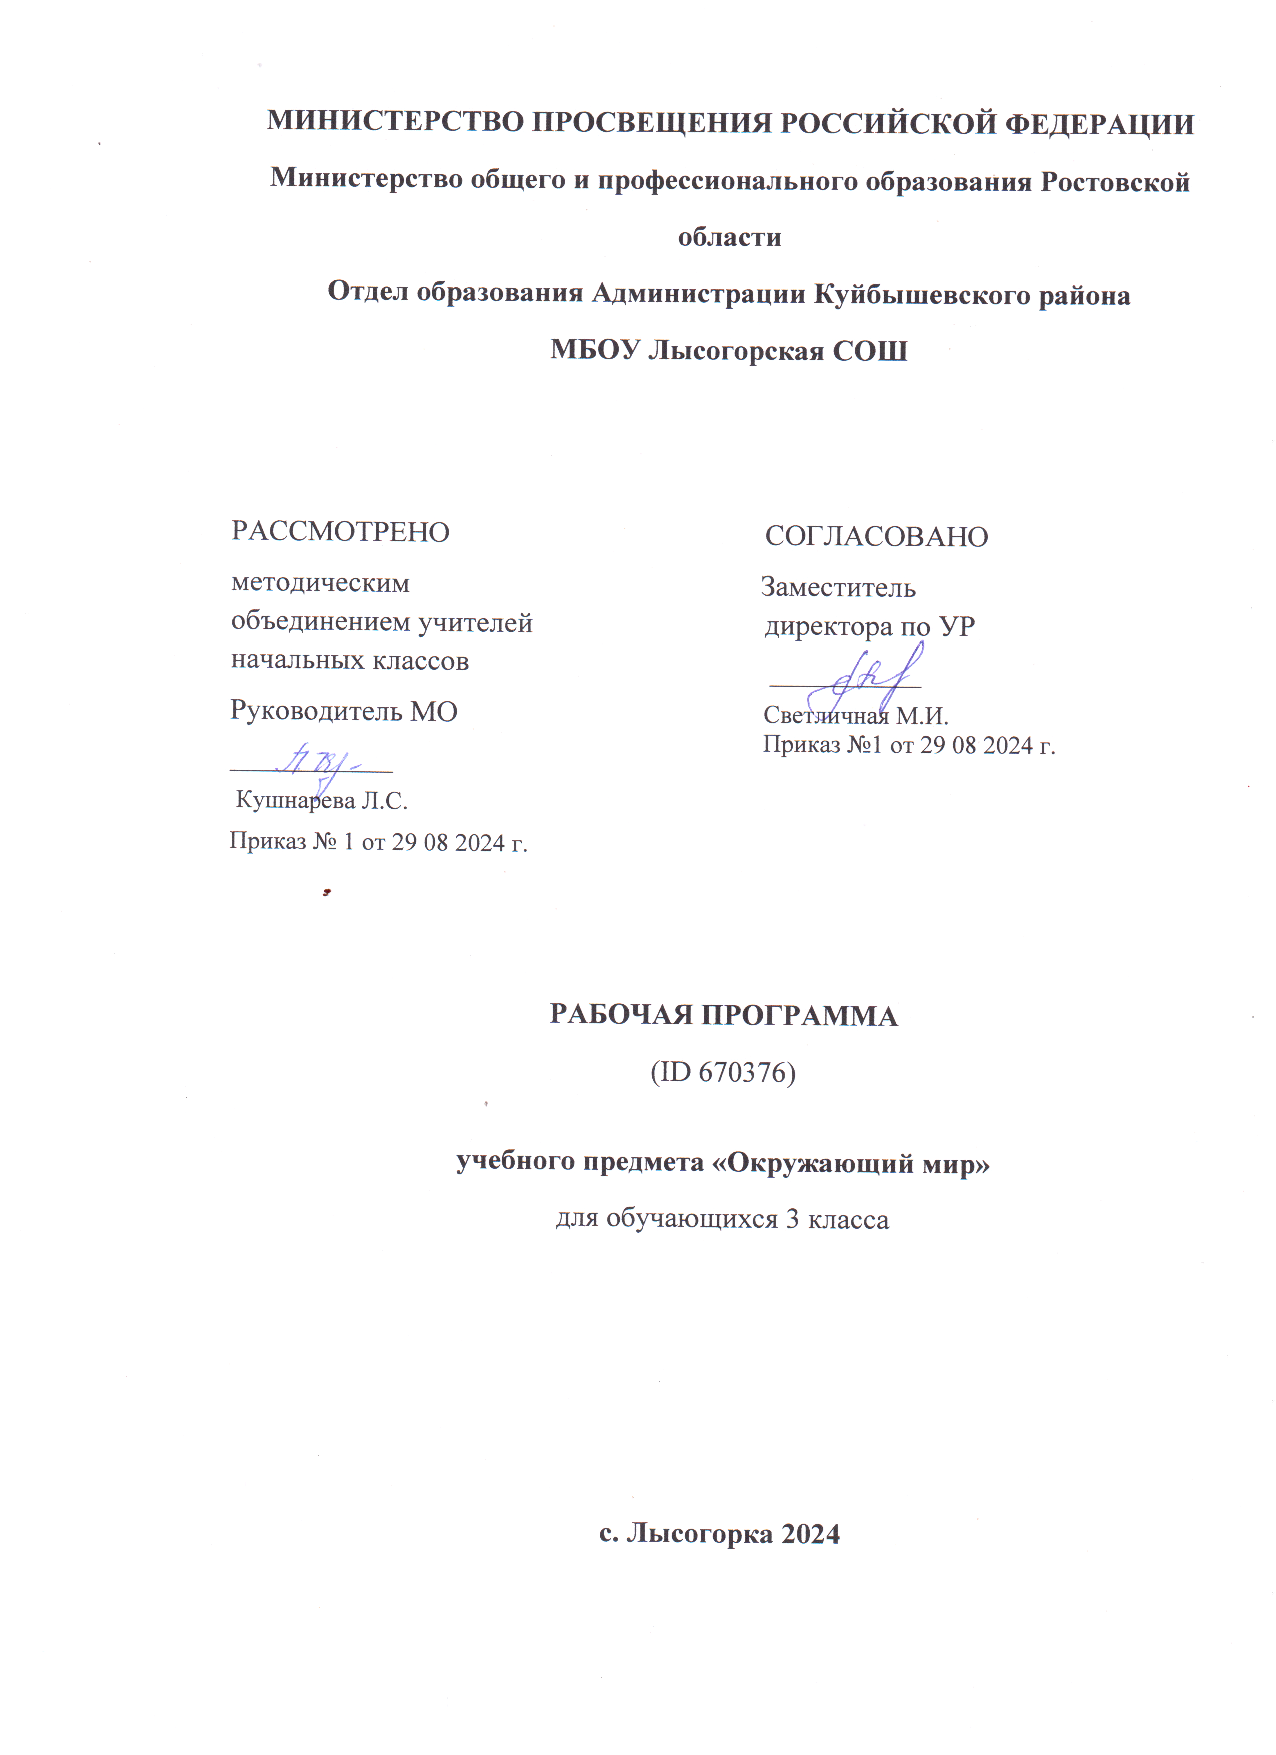 МИНИСТЕРСТВО ПРОСВЕЩЕНИЯ РОССИЙСКОЙ ФЕДЕРАЦИИ
Министерство общего и профессионального образования Ростовской
области
Отдел образования Администрации Куйбышевского района
МБОУ Лысогорская СОШ
РАССМОТРЕНО
методическим
объединением учителей
начальных классов
Руководитель МО
Кушнарева Л.С.
Приказ № 1 от 29 08 2024 г.
СОГЛАСОВАНО
Заместитель
директора по УР
Светличная М.И.
Приказ №1 от 29 08 2024 г.
РАБОЧАЯ ПРОГРАММА
(ID 670376)
учебного предмета «Окружающий мир»
для обучающихся 3 класса
с. Лысогорка 2024